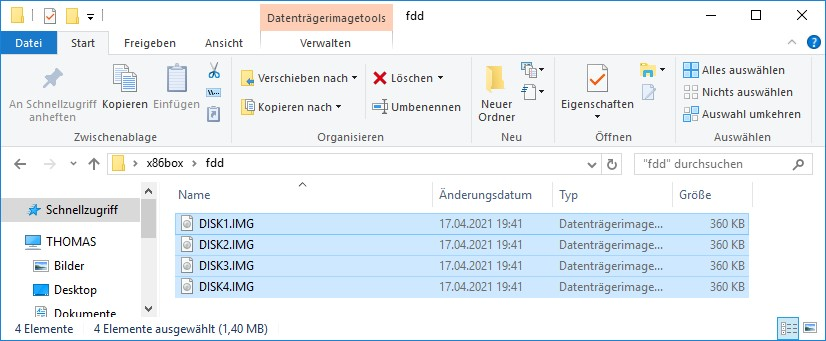 Datenträgerimagetools fdd
Datei Start Freigeben Ansicht Verwalten
An Schnellzugriff anheften
Kopieren
Einfügen
Zwischenablage
Verschieben nach
Kopieren nach
Löschen
Umbenennen
Organisieren
Neuer Ordner
Neu
Eigenschaften
Öffnen
Alles auswählen
Nichts auswählen
Auswahl umkehren
Auswählen
x86box › fdd
"fdd" durchsuchen
Schnellzugriff
THOMAS
Bilder
Desktop
Dokumente
Name Änderungsdatum Typ Größe
DISK1.IMG 17.04.2021 19:41 Datenträgerimage... 360 KB
DISK2.IMG 17.04.2021 19:41 Datenträgerimage... 360 KB
DISK3.IMG 17.04.2021 19:41 Datenträgerimage... 360 KB
DISK4.IMG 17.04.2021 19:41 Datenträgerimage... 360 KB
4 Elemente 4 Elemente ausgewählt (1,40 MB)